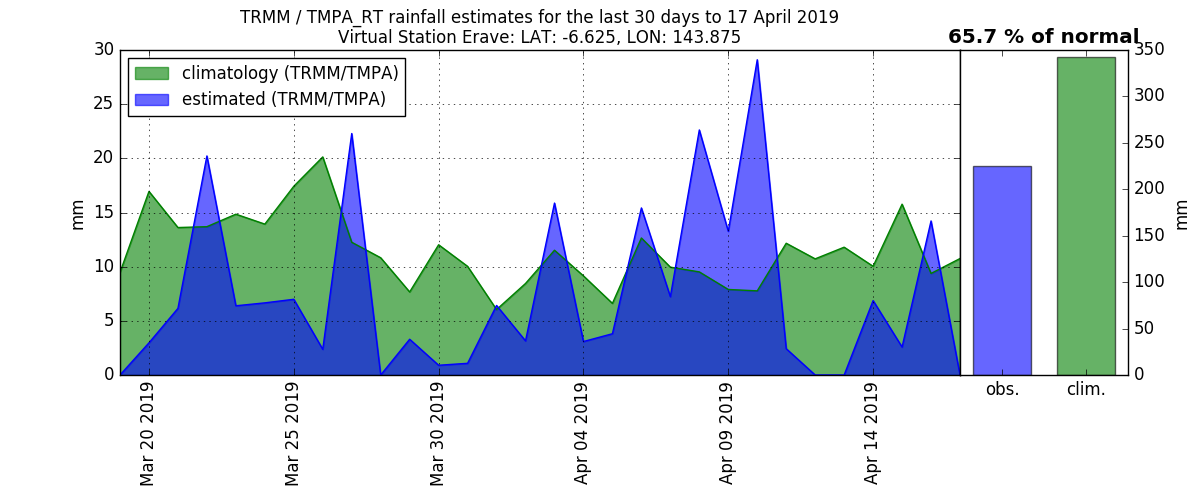 TRMM / TMPA_RT rainfall estimates for the last 30 days to 17 April 2019
Virtual Station Erave: LAT: -6.625, LON: 143.875
65.7 % of normal
climatology (TRMM/TMPA)
estimated (TRMM/TMPA)
mm
30
25
20
15
10
5
0
Mar 20 2019
Mar 25 2019
Mar 30 2019
Apr 04 2019
Apr 09 2019
Apr 14 2019
obs.
clim.
350
300
250
200
150
100
50
0
mm